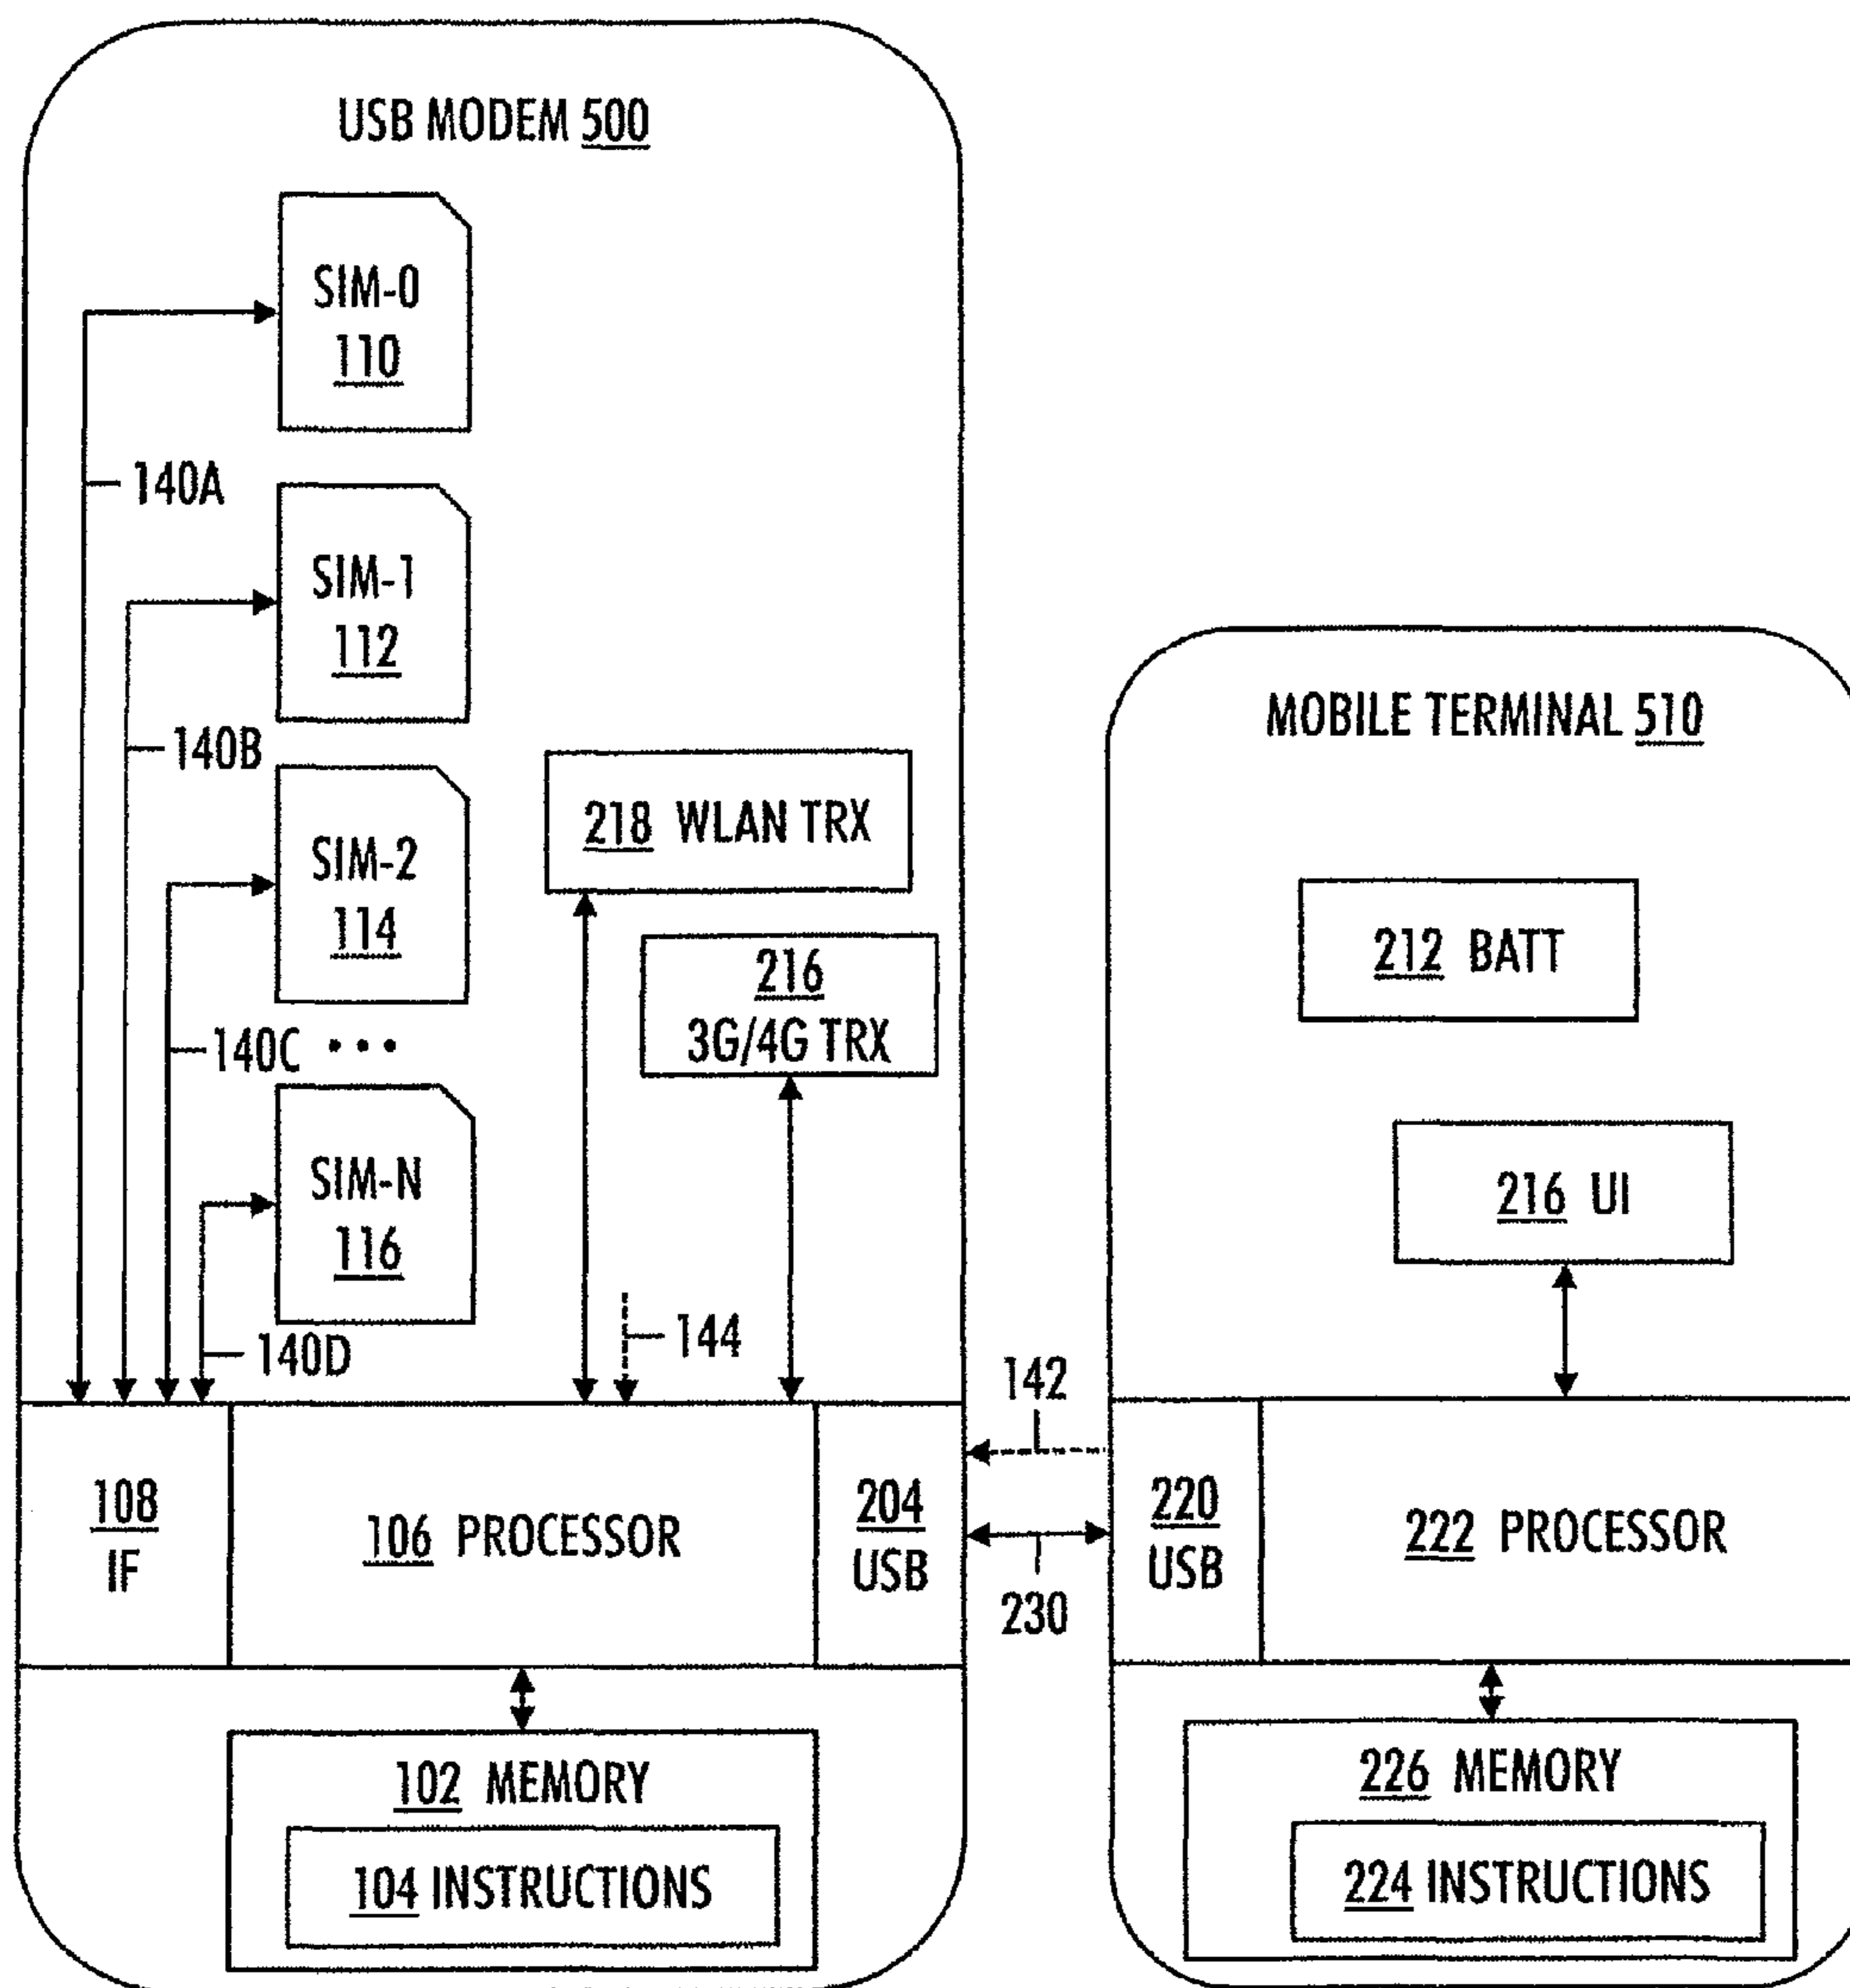 USB MODEM 500
SIM-0
110
140A
SIM-1
112
140B
SIM-2
114
140C
...
SIM-N
116
140D
218 WLAN TRX
216
3G/4G TRX
144
108
IF
106 PROCESSOR
204
USB
102 MEMORY
104 INSTRUCTIONS
142
230
MOBILE TERMINAL 510
212 BATT
216 UI
220
USB
222 PROCESSOR
226 MEMORY
224 INSTRUCTIONS